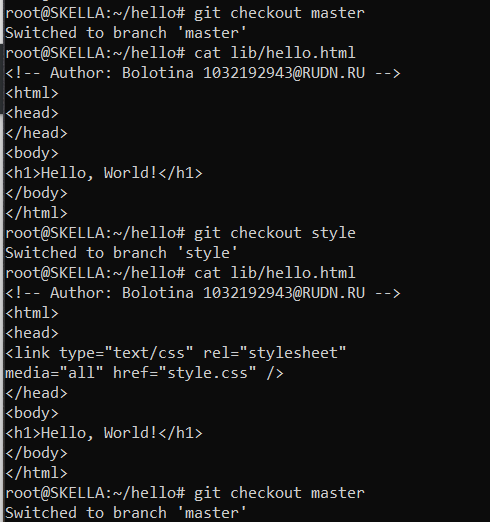 root@SKELLA:~/hello# git checkout master
Switched to branch 'master'
root@SKELLA:~/hello# cat lib/hello.html
<!-- Author: Bolotina 1032192943@RUDN.RU -->
<html>
<head>
</head>
<body>
<h1>Hello, World!</h1>
</body>
</html>
root@SKELLA:~/hello# git checkout style
Switched to branch 'style'
root@SKELLA:~/hello# cat lib/hello.html
<!-- Author: Bolotina 1032192943@RUDN.RU -->
<html>
<head>
<link type="text/css" rel="stylesheet"
media="all" href="style.css" />
</head>
<body>
<h1>Hello, World!</h1>
</body>
</html>
root@SKELLA:~/hello# git checkout master
Switched to branch 'master'